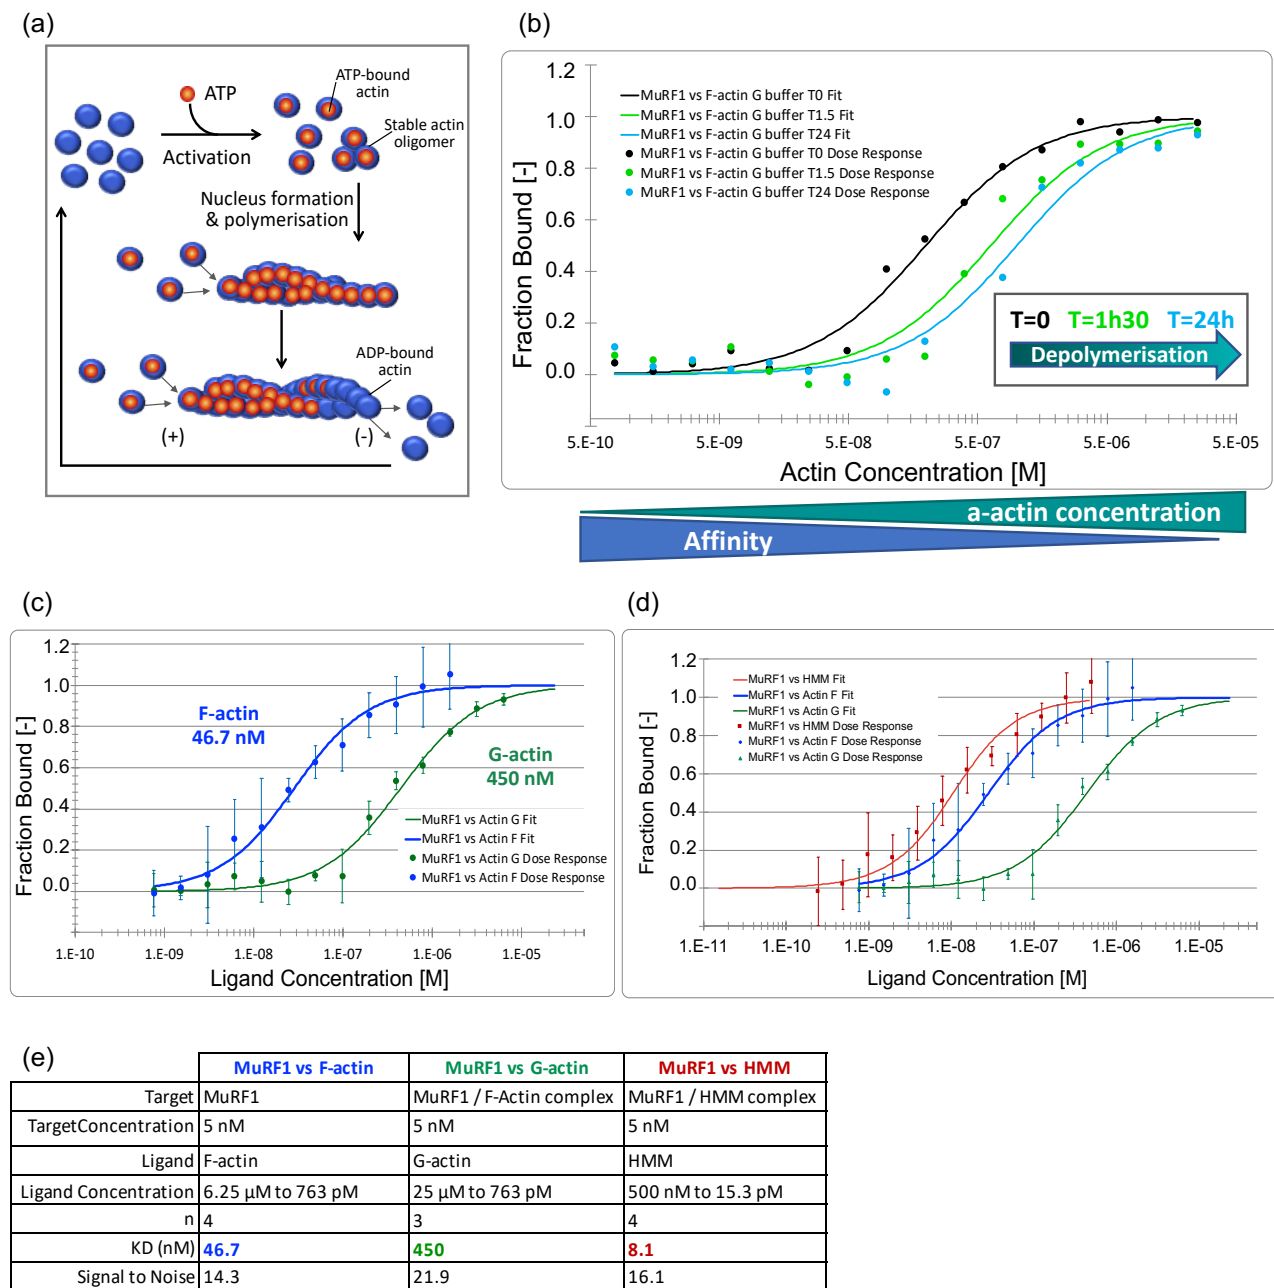 (a)
ATP
ATP-bound
actin
Stable actin
oligomer
Activation
Nucleus formation
& polymerisation
ADP-bound
actin
(+)
(-)
(b)
1.2
1.0
0.8
0.6
0.4
0.2
0.0
Fraction Bound [-]
MuRF1 vs F-actin G buffer T0 Fit
MuRF1 vs F-actin G buffer T1.5 Fit
MuRF1 vs F-actin G buffer T24 Fit
MuRF1 vs F-actin G buffer T0 Dose Response
MuRF1 vs F-actin G buffer T1.5 Dose Response
MuRF1 vs F-actin G buffer T24 Dose Response
T=0 T=1h30 T=24h
Depolymerisation
5.E-10 5.E-09 5.E-08 5.E-07 5.E-06 5.E-05
Actin Concentration [M]
a-actin concentration
Affinity
(c)
1.2
1.0
0.8
0.6
0.4
0.2
0.0
Fraction Bound [-]
F-actin
46.7 nM
G-actin
450 nM
MuRF1 vs Actin G Fit
MuRF1 vs Actin F Fit
MuRF1 vs Actin G Dose Response
MuRF1 vs Actin F Dose Response
1.E-10 1.E-09 1.E-08 1.E-07 1.E-06 1.E-05
Ligand Concentration [M]
(d)
1.2
1.0
0.8
0.6
0.4
0.2
0.0
Fraction Bound [-]
MuRF1 vs HMM Fit
MuRF1 vs Actin F Fit
MuRF1 vs Actin G Fit
MuRF1 vs HMM Dose Response
MuRF1 vs Actin F Dose Response
MuRF1 vs Actin G Dose Response
1.E-11 1.E-10 1.E-09 1.E-08 1.E-07 1.E-06 1.E-05
Ligand Concentration [M]
(e)
MuRF1 vs F-actin MuRF1 vs G-actin MuRF1 vs HMM
Target MuRF1 MuRF1 / F-Actin complex MuRF1 / HMM complex
TargetConcentration 5 nM 5 nM 5 nM
Ligand F-actin G-actin HMM
Ligand Concentration 6.25 µM to 763 pM 25 µM to 763 pM 500 nM to 15.3 pM
n 4 3 4
KD (nM) 46.7 450 8.1
Signal to Noise 14.3 21.9 16.1